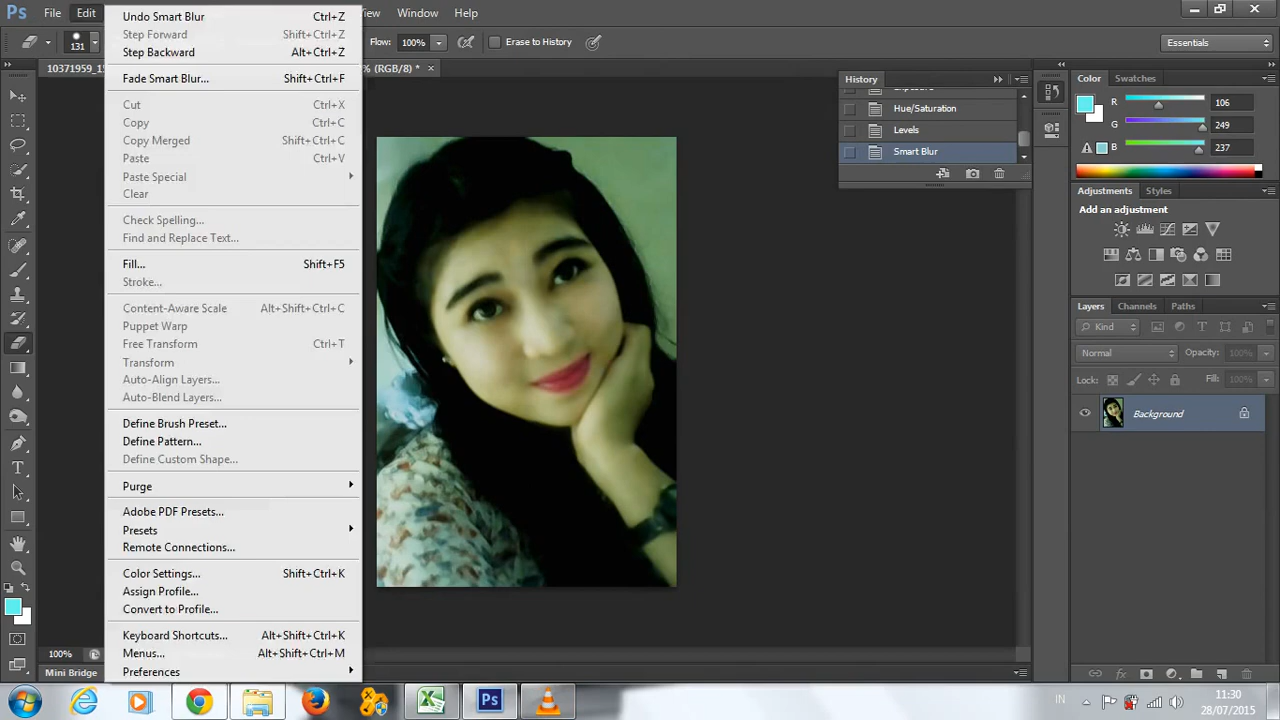 Ps File Edit iew Window Help
131 Flow: 100% Erase to History Essentials
10371959_1 % (RGB/8) * ×
Undo Smart Blur Ctrl+Z
Step Forward Shift+Ctrl+Z
Step Backward Alt+Ctrl+Z
Fade Smart Blur... Shift+Ctrl+F
Cut Ctrl+X
Copy Ctrl+C
Copy Merged Shift+Ctrl+C
Paste Ctrl+V
Paste Special
Clear
Check Spelling...
Find and Replace Text...
Fill... Shift+F5
Stroke...
Content-Aware Scale Alt+Shift+Ctrl+C
Puppet Warp
Free Transform Ctrl+T
Transform
Auto-Align Layers...
Auto-Blend Layers...
Define Brush Preset...
Define Pattern...
Define Custom Shape...
Purge
Adobe PDF Presets...
Presets
Remote Connections...
Color Settings... Shift+Ctrl+K
Assign Profile...
Convert to Profile...
Keyboard Shortcuts... Alt+Shift+Ctrl+K
Menus... Alt+Shift+Ctrl+M
Preferences
History
Exposure
Hue/Saturation
Levels
Smart Blur
Color Swatches
R 106
G 249
B 237
Adjustments Styles
Add an adjustment
Layers Channels Paths
Kind
Normal Opacity: 100%
Lock: Fill: 100%
Background
100%
Mini Bridge
IN 11:30
28/07/2015